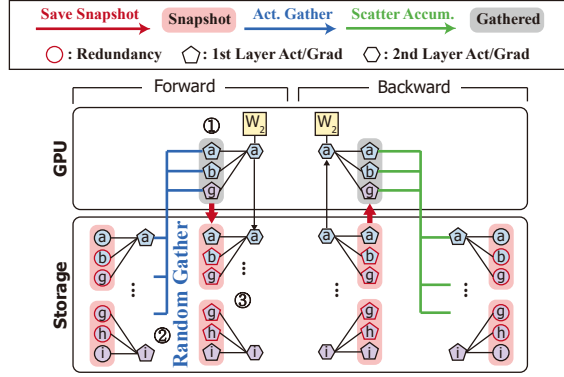 Save Snapshot Snapshot Act. Gather Scatter Accum. Gathered
: Redundancy : 1st Layer Act/Grad : 2nd Layer Act/Grad
Forward Backward
GPU
①
W2 W2
a a a a
b b
g g
Storage
Random Gather
a a a a a a a a
b b b b
g g g g
... ... ... ...
② ③
g g g g
h h h h
i i i i i i i i